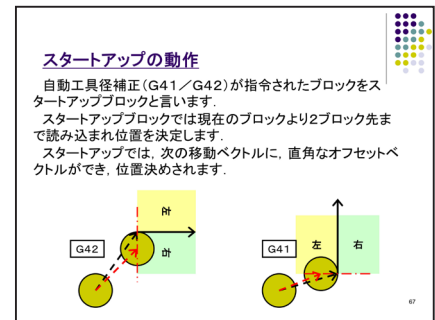 スタートアップの動作
自動工具径補正(G41／G42)が指令されたブロックをス
タートアップブロックと言います.
スタートアップブロックでは現在のブロックより2ブロック先ま
で読み込まれ位置を決定します.
スタートアップでは, 次の移動ベクトルに, 直角なオフセットベ
クトルができ, 位置決めされます.
左
G42
右
G41
左
右
67